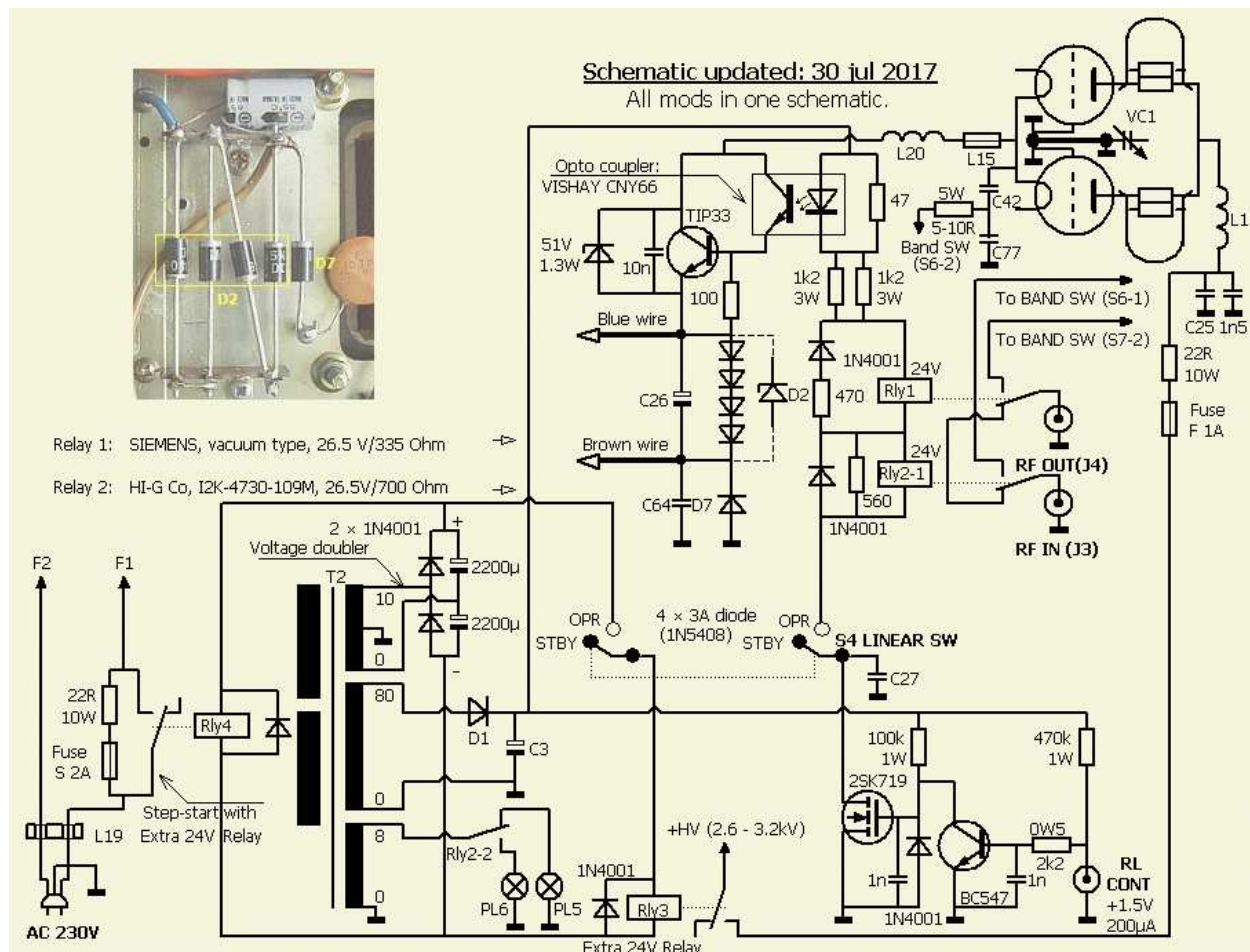 Schematic updated: 30 jul 2017
All mods in one schematic.
VC1
L20
L15
Opto coupler:
VISHAY CNY66
47
5W
5-10R
C42
Band SW
(S6-2)
C77
L1
TIP33
51V
1.3W
10n
100
1k2
3W
1k2
3W
To BAND SW (S6-1)
To BAND SW (S7-2)
C25
1n5
22R
10W
Fuse
F 1A
D7
D2
Blue wire
Brown wire
C26
D2
C64
D7
1N4001
470
24V
Rly1
24V
Rly2-1
560
1N4001
RF OUT(J4)
RF IN (J3)
Relay 1: SIEMENS, vacuum type, 26.5 V/335 Ohm
Relay 2: HI-G Co, I2K-4730-109M, 26.5V/700 Ohm
2 × 1N4001
+
Voltage doubler
F2
F1
T2
10
2200µ
2200µ
0
-
OPR
STBY
4 × 3A diode
(1N5408)
OPR
STBY
S4 LINEAR SW
C27
22R
10W
Rly4
80
D1
C3
Fuse
S 2A
Step-start with
Extra 24V Relay
L19
0
8
Rly2-2
0
PL6
PL5
AC 230V
1N4001
Rly3
Extra 24V Relay
+HV (2.6 - 3.2kV)
100k
1W
470k
1W
2SK719
0W5
2k2
1n
1n
BC547
1N4001
RL
CONT
+1.5V
200µA